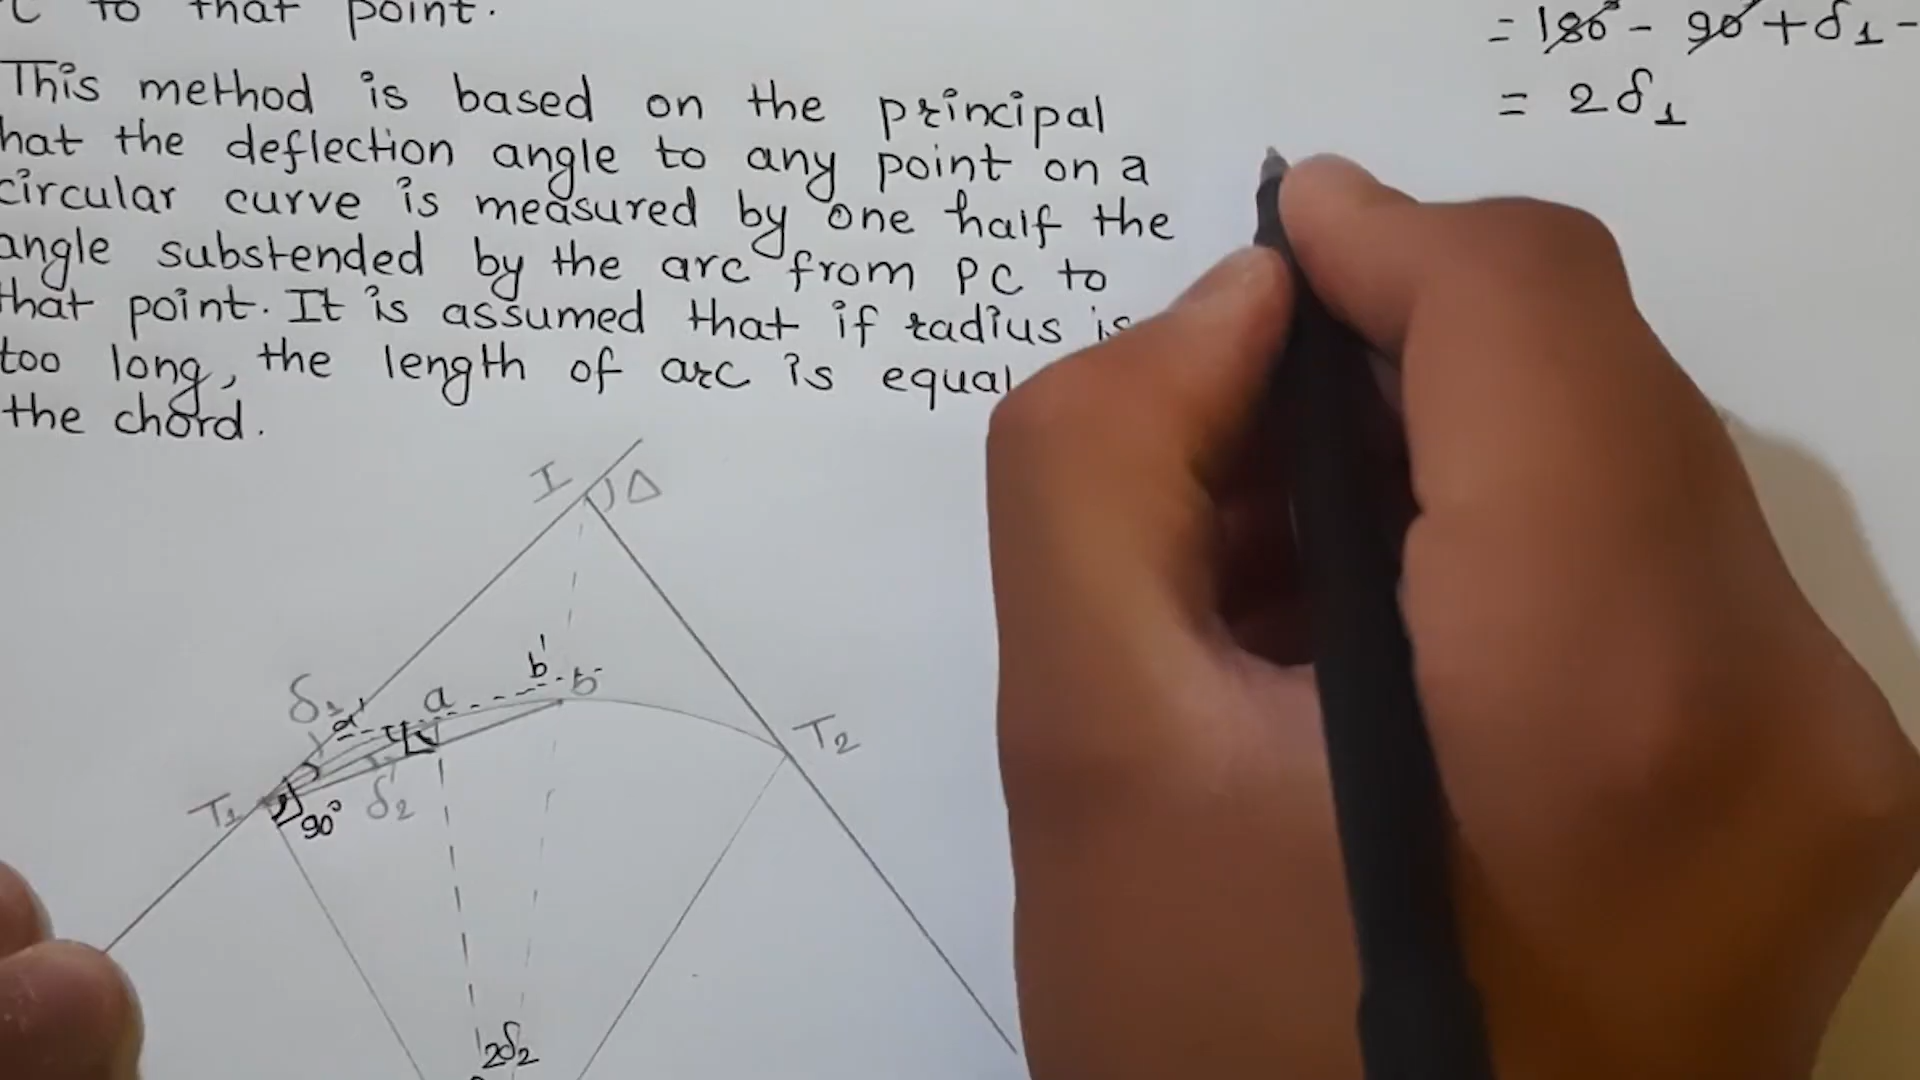 C to that point.
This method is based on the principal
hat the deflection angle to any point on a
circular curve is measured by one half the
angle substended by the arc from PC to
that point. It is assumed that if radius is
too long, the length of arc is equal
the chord.
= 180° - 90° + δ1 -
= 2δ1
I Δ
b'
b
δ1 a' a
T2
T1 90° δ2
2δ2